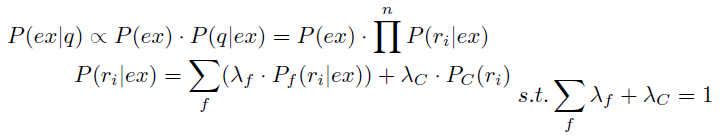 P(ex|q) ∝ P(ex) · P(q|ex) = P(ex) · ∏^n P(r_i|ex)
P(r_i|ex) = ∑_f (λ_f · P_f(r_i|ex)) + λ_C · P_C(r_i)
s.t. ∑_f λ_f + λ_C = 1